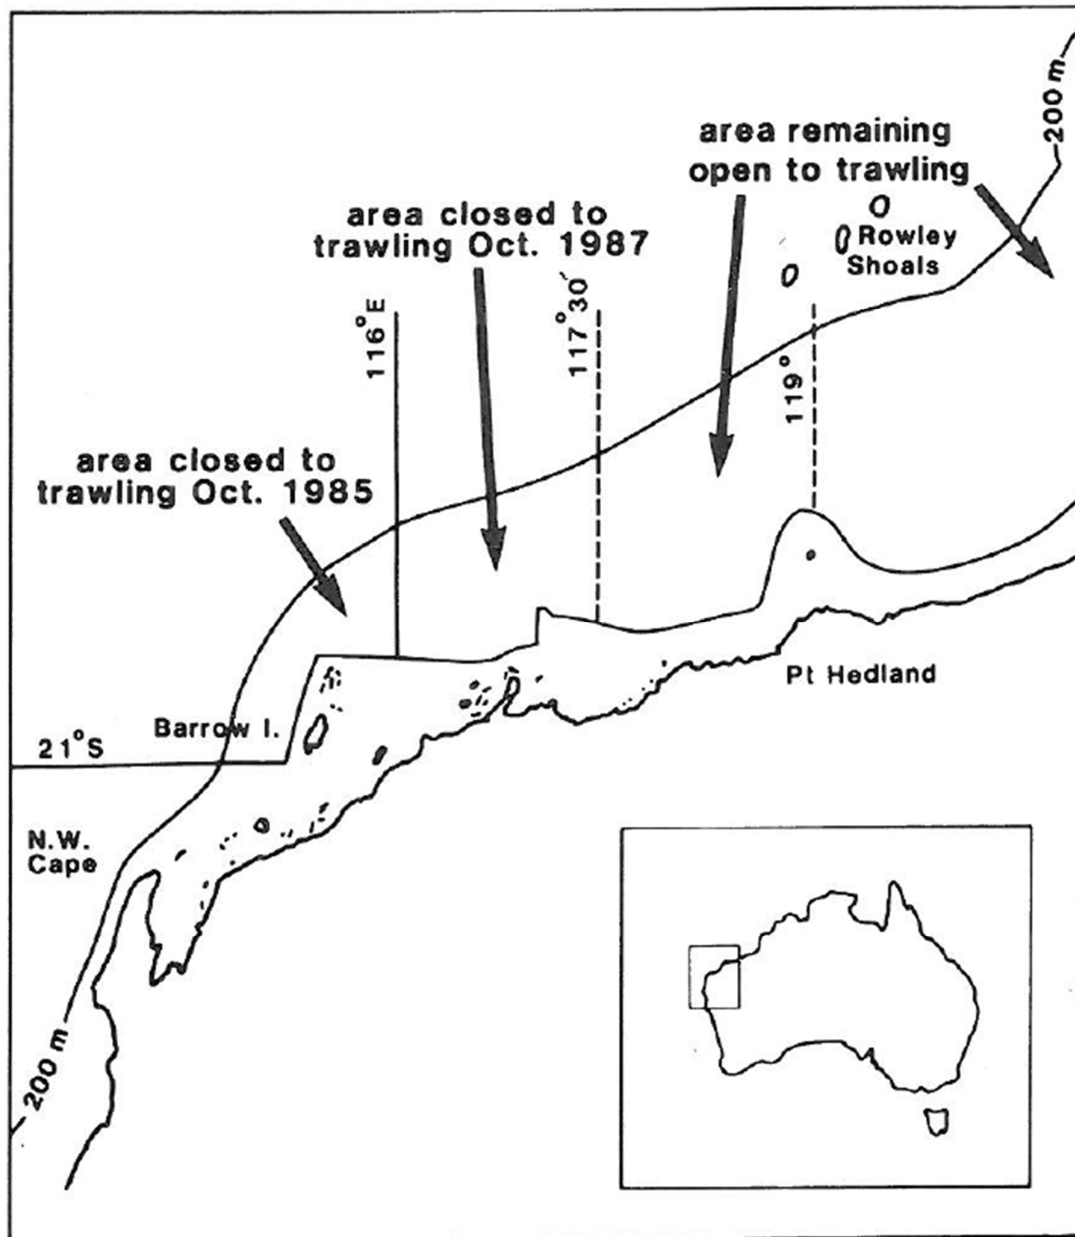 200 m
area remaining
open to trawling
area closed to
trawling Oct. 1987
Rowley
Shoals
116°E
117°30'
119°
area closed to
trawling Oct. 1985
Pt Hedland
Barrow I.
21°S
N.W.
Cape
200 m